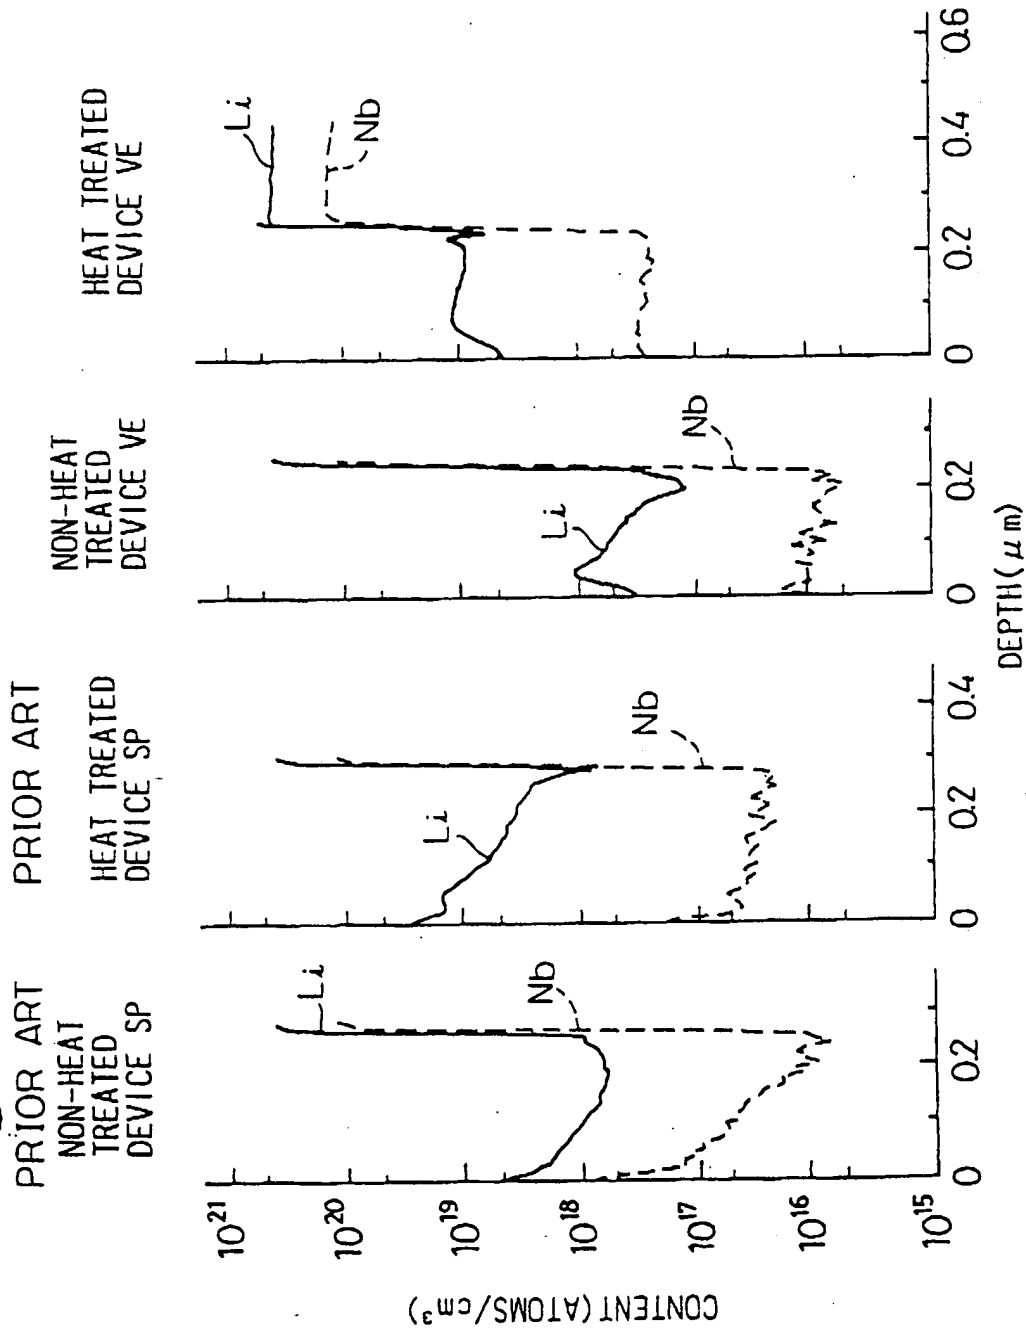 PRIOR ART
NON-HEAT
TREATED
DEVICE SP
PRIOR ART
HEAT TREATED
DEVICE SP
NON-HEAT
TREATED
DEVICE VE
HEAT TREATED
DEVICE VE
CONTENT (ATOMS/cm³)
10²¹
10²⁰
10¹⁹
10¹⁸
10¹⁷
10¹⁶
10¹⁵
Li
Nb
0
0.2
Li
Nb
0
0.2
0.4
Li
Nb
0
0.2
Li
Nb
0
0.2
0.4
0.6
DEPTH (μm)